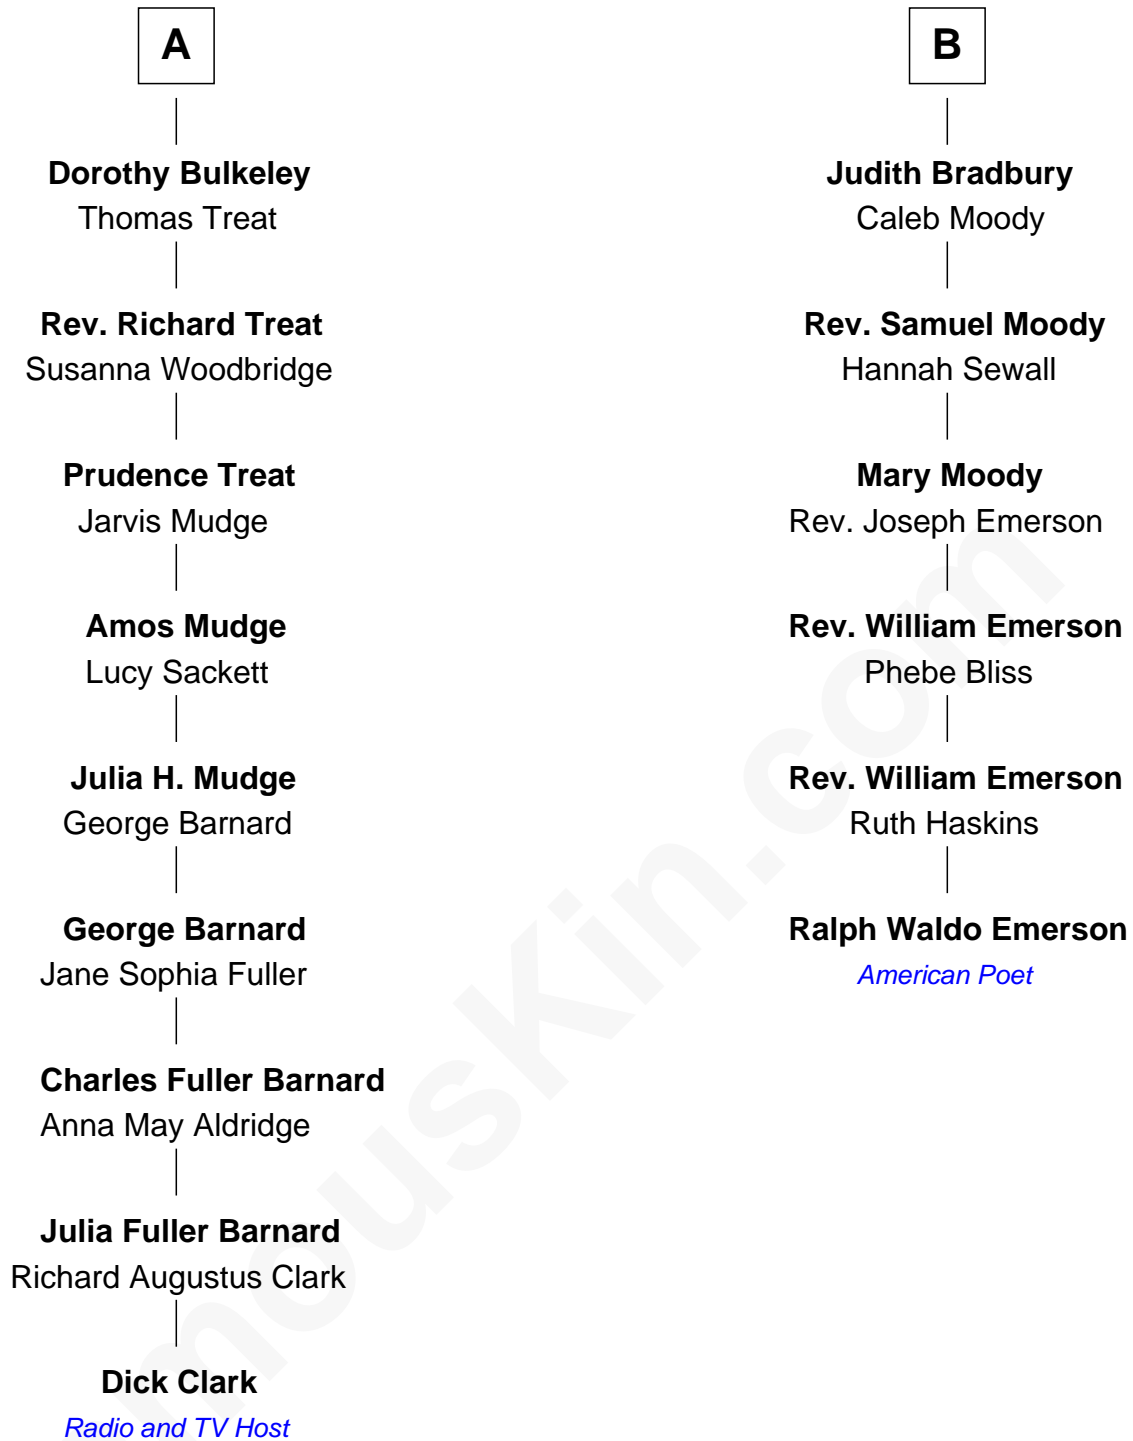 A
Dorothy Bulkeley
Thomas Treat
Rev. Richard Treat
Susanna Woodbridge
Prudence Treat
Jarvis Mudge
Amos Mudge
Lucy Sackett
Julia H. Mudge
George Barnard
George Barnard
Jane Sophia Fuller
Charles Fuller Barnard
Anna May Aldridge
Julia Fuller Barnard
Richard Augustus Clark
Dick Clark
Radio and TV Host
B
Judith Bradbury
Caleb Moody
Rev. Samuel Moody
Hannah Sewall
Mary Moody
Rev. Joseph Emerson
Rev. William Emerson
Phebe Bliss
Rev. William Emerson
Ruth Haskins
Ralph Waldo Emerson
American Poet
mousKin.com